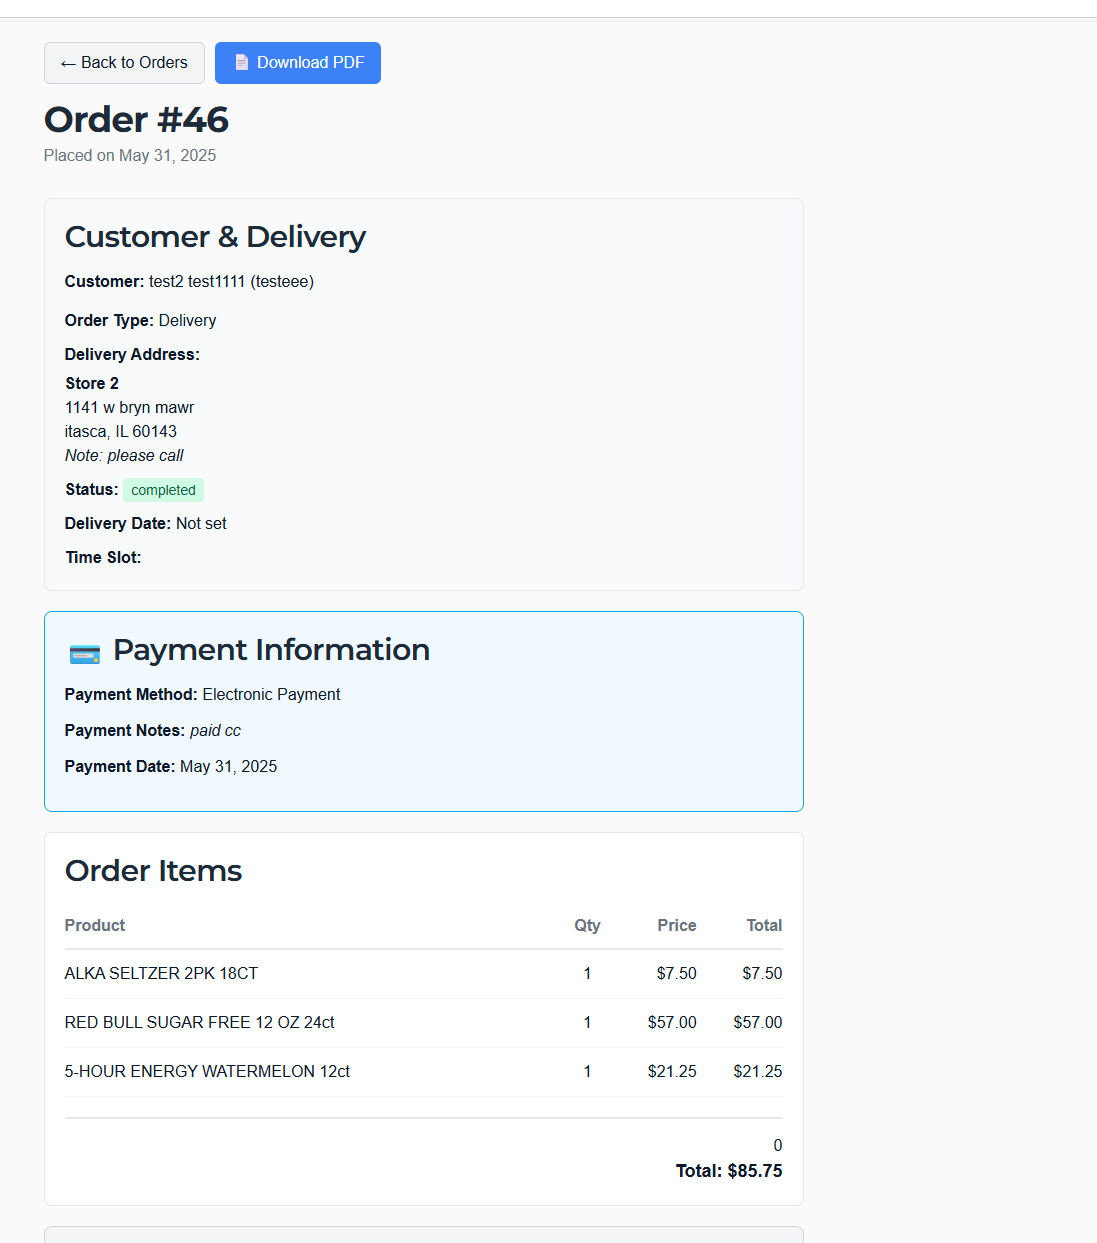 ← Back to Orders
Download PDF
Order #46
Placed on May 31, 2025
Customer & Delivery
Customer: test2 test1111 (testeee)
Order Type: Delivery
Delivery Address:
Store 2
1141 w bryn mawr
itasca, IL 60143
Note: please call
Status: completed
Delivery Date: Not set
Time Slot:
Payment Information
Payment Method: Electronic Payment
Payment Notes: paid cc
Payment Date: May 31, 2025
Order Items
Product Qty Price Total
ALKA SELTZER 2PK 18CT 1 $7.50 $7.50
RED BULL SUGAR FREE 12 OZ 24ct 1 $57.00 $57.00
5-HOUR ENERGY WATERMELON 12ct 1 $21.25 $21.25
0
Total: $85.75